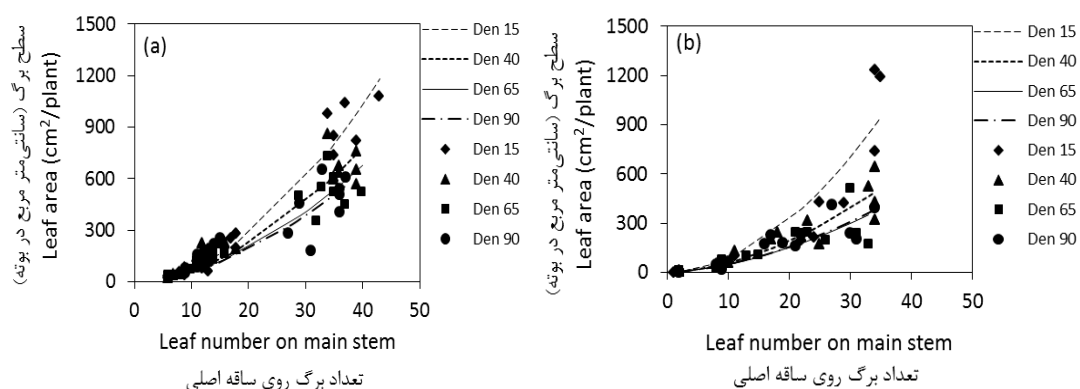 (a)
سطح برگ (سانتی‌متر مربع در بوته)
Leaf area (cm²/plant)
1500
1200
900
600
300
0
0 10 20 30 40 50
Leaf number on main stem
تعداد برگ روی ساقه اصلی
Den 15
Den 40
Den 65
Den 90
Den 15
Den 40
Den 65
Den 90
(b)
سطح برگ (سانتی‌متر مربع در بوته)
Leaf area (cm²/plant)
1500
1200
900
600
300
0
0 10 20 30 40 50
Leaf number on main stem
تعداد برگ روی ساقه اصلی
Den 15
Den 40
Den 65
Den 90
Den 15
Den 40
Den 65
Den 90